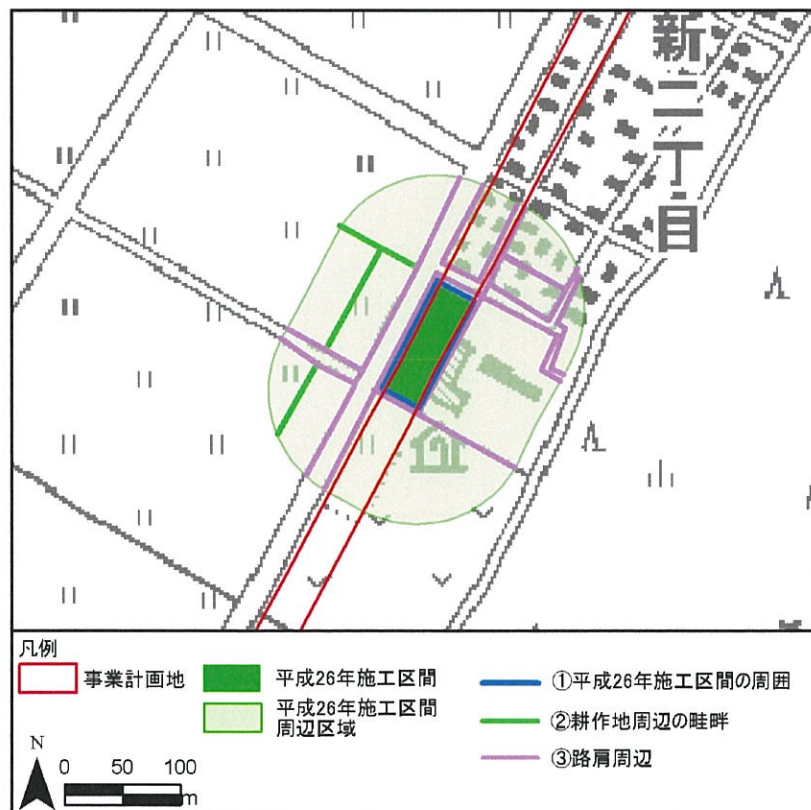 新二丁目
凡例
事業計画地
平成26年施工区間
平成26年施工区間
周辺区域
①平成26年施工区間の周囲
②耕作地周辺の畦畔
③路肩周辺
N
0 50 100
m